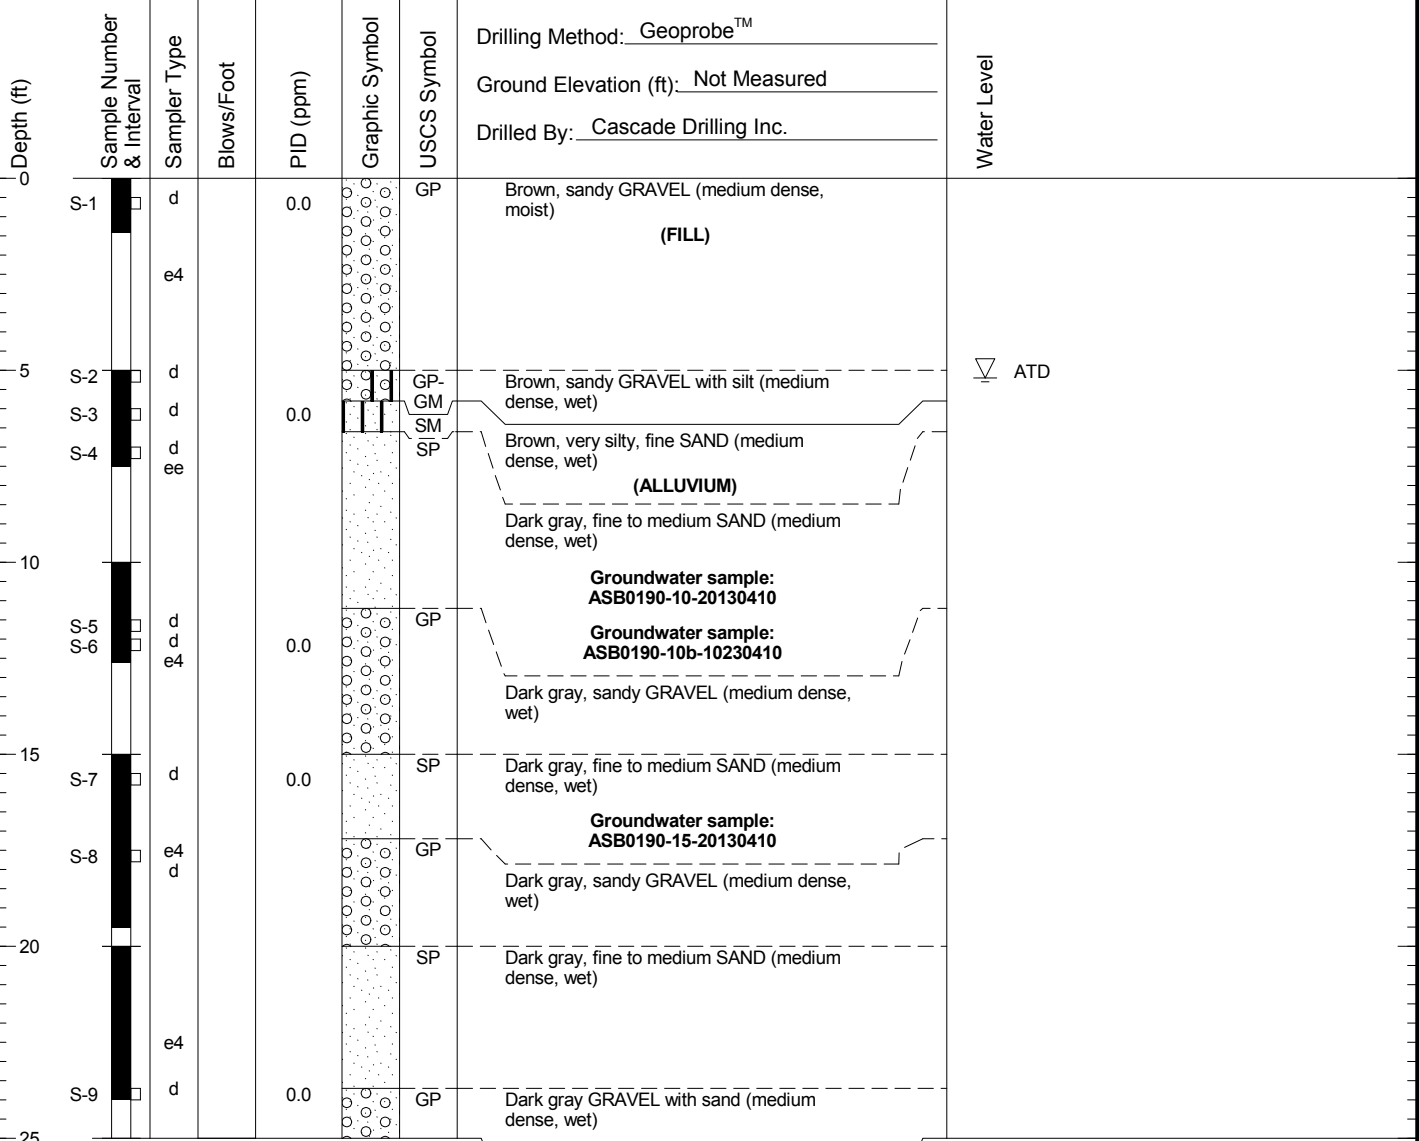 Drilling Method: Geoprobe™
Ground Elevation (ft): Not Measured
Drilled By: Cascade Drilling Inc.
Depth (ft)
Sample Number & Interval
Sampler Type
Blows/Foot
PID (ppm)
Graphic Symbol
USCS Symbol
Water Level
0
S-1 d 0.0 GP Brown, sandy GRAVEL (medium dense,
moist)
(FILL)
e4
5
S-2 d GP-GM Brown, sandy GRAVEL with silt (medium
dense, wet)
ATD
S-3 d 0.0 SM Brown, very silty, fine SAND (medium
dense, wet)
(ALLUVIUM)
S-4 d SP Dark gray, fine to medium SAND (medium
dense, wet)
ee
10
Groundwater sample:
ASB0190-10-20130410
S-5 d GP
Groundwater sample:
ASB0190-10b-10230410
S-6 d 0.0
e4
Dark gray, sandy GRAVEL (medium dense,
wet)
15
S-7 d 0.0 SP Dark gray, fine to medium SAND (medium
dense, wet)
Groundwater sample:
ASB0190-15-20130410
S-8 e4 GP
d
Dark gray, sandy GRAVEL (medium dense,
wet)
20
SP Dark gray, fine to medium SAND (medium
dense, wet)
e4
S-9 d 0.0 GP Dark gray GRAVEL with sand (medium
dense, wet)
25